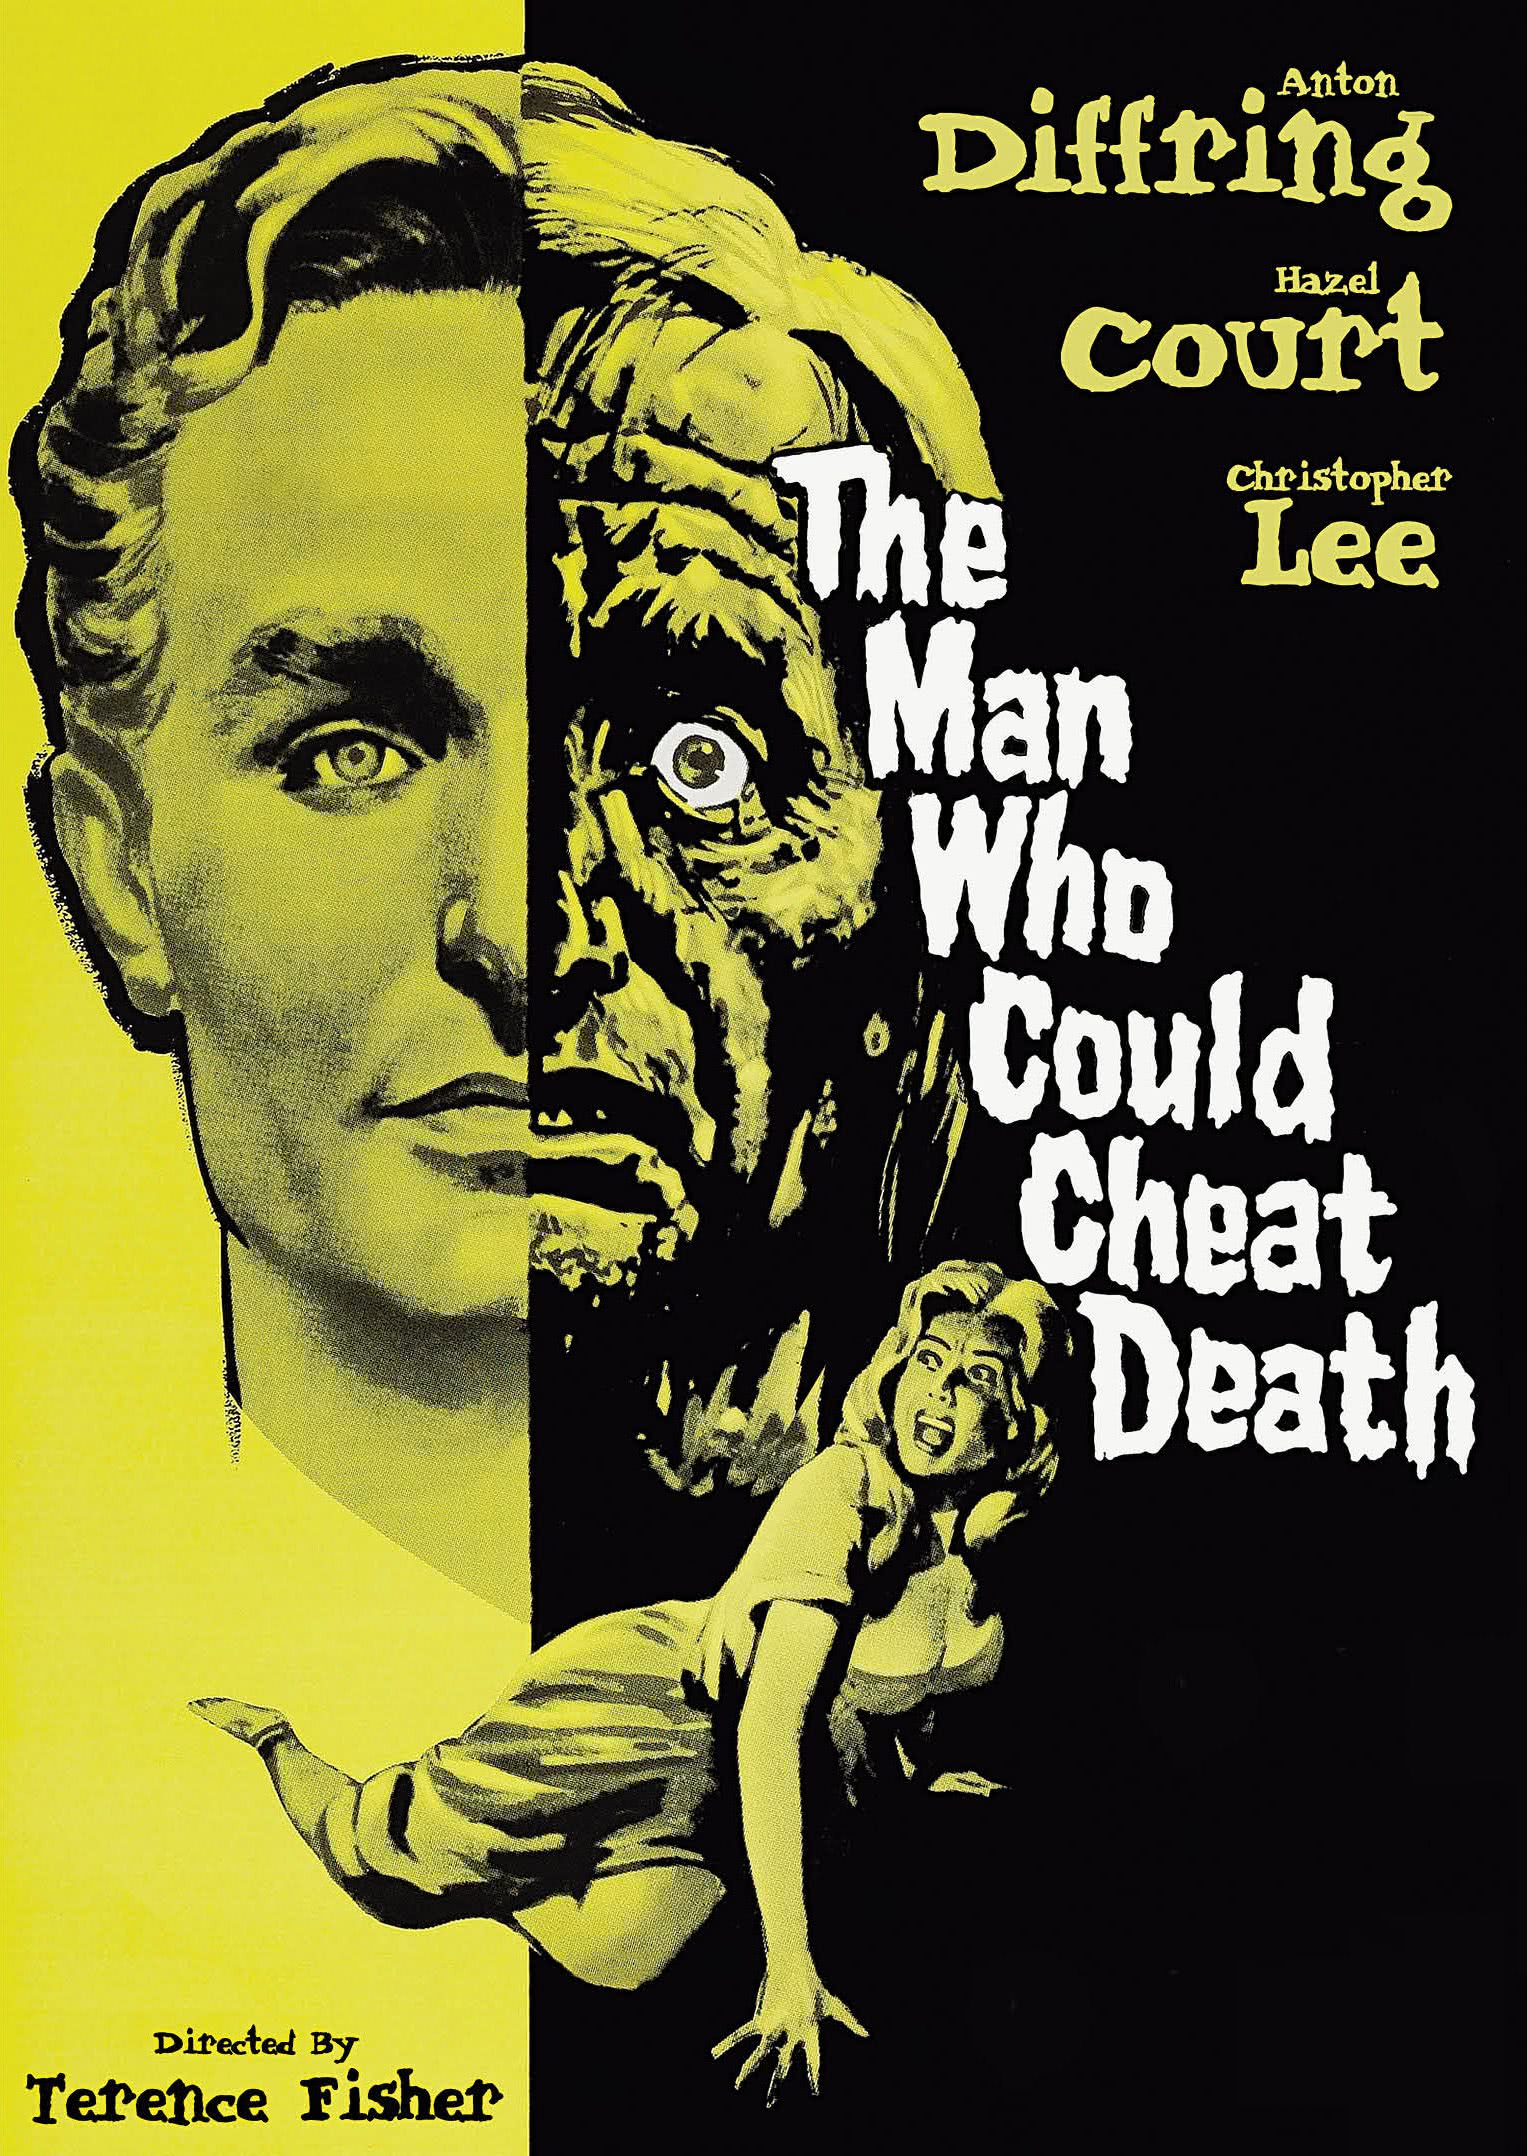 Anton
Diffring
Hazel
Court
Christopher
Lee
The
Man
Who
Could
Cheat
Death
Directed By
Terence Fisher